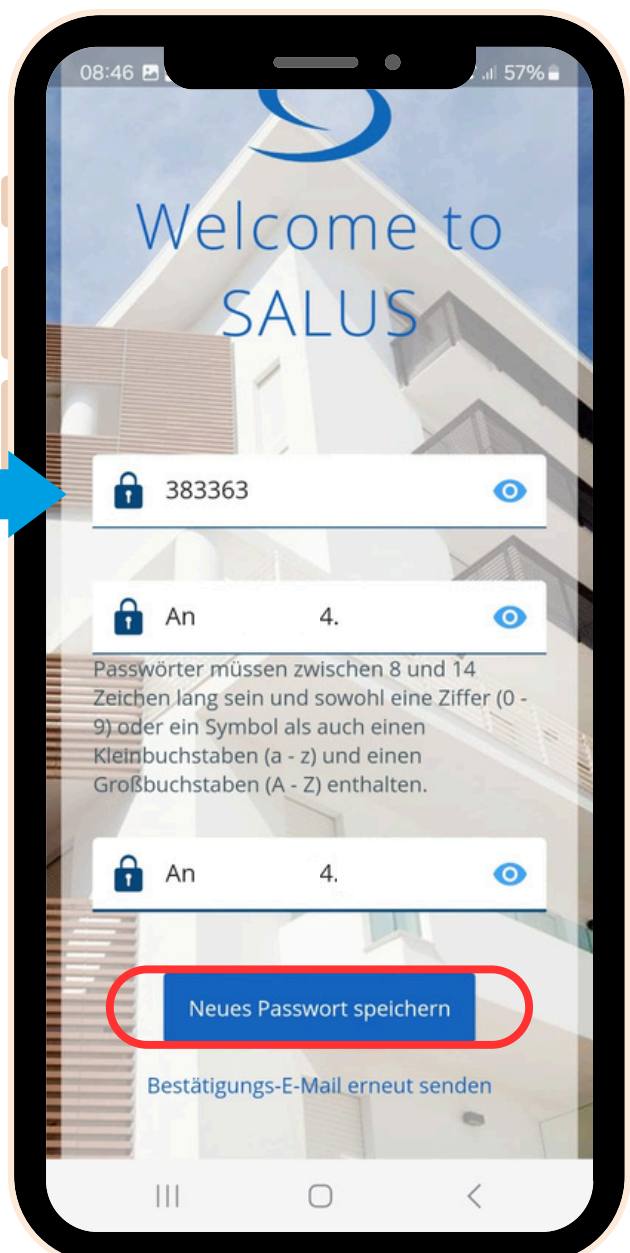 08:46
57%
Welcome to
SALUS
383363
An 4.
Passwörter müssen zwischen 8 und 14
Zeichen lang sein und sowohl eine Ziffer (0 -
9) oder ein Symbol als auch einen
Kleinbuchstaben (a - z) und einen
Großbuchstaben (A - Z) enthalten.
An 4.
Neues Passwort speichern
Bestätigungs-E-Mail erneut senden